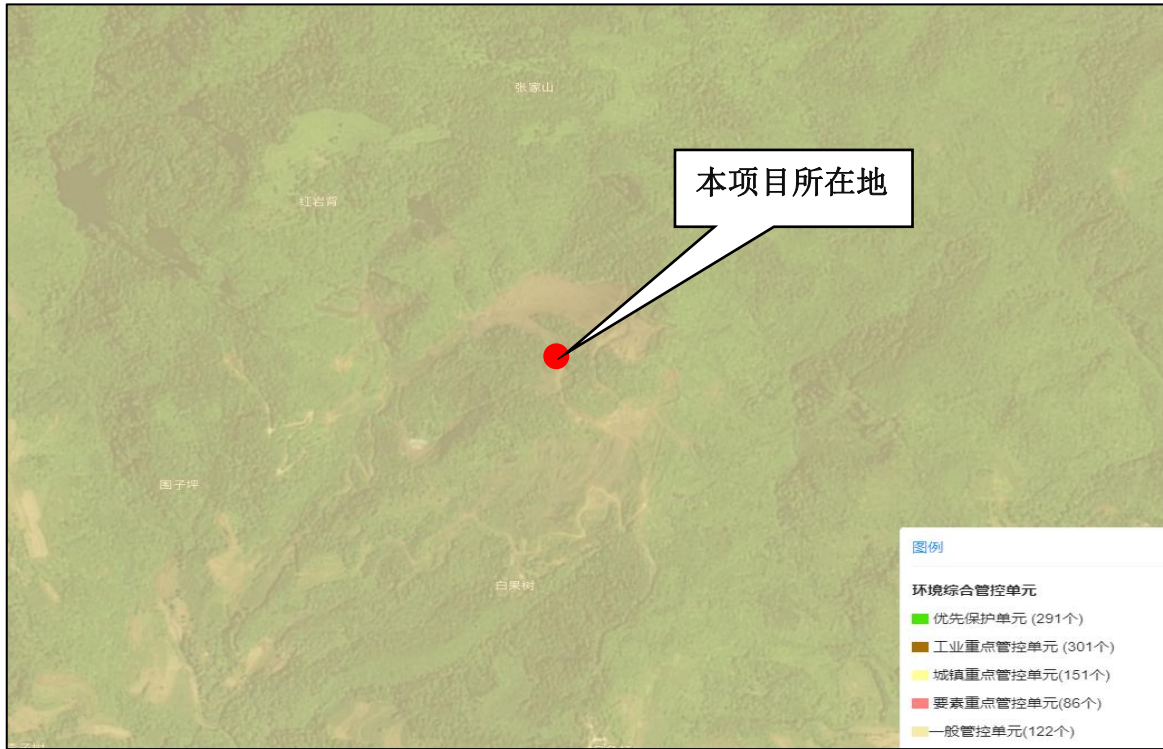 张家山
本项目所在地
红岩背
围子坪
白果树
图例
环境综合管控单元
优先保护单元 (291个)
工业重点管控单元 (301个)
城镇重点管控单元(151个)
要素重点管控单元(86个)
一般管控单元(122个)